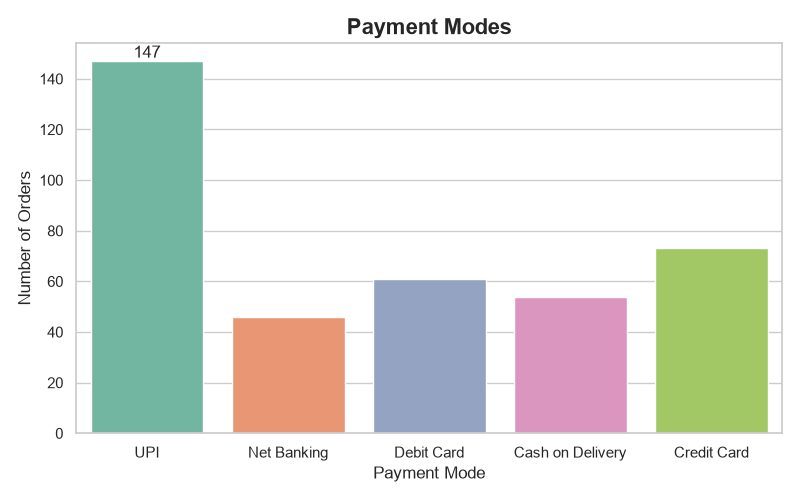 Payment Modes
147
140
120
100
80
60
40
20
0
Number of Orders
UPI Net Banking Debit Card Cash on Delivery Credit Card
Payment Mode